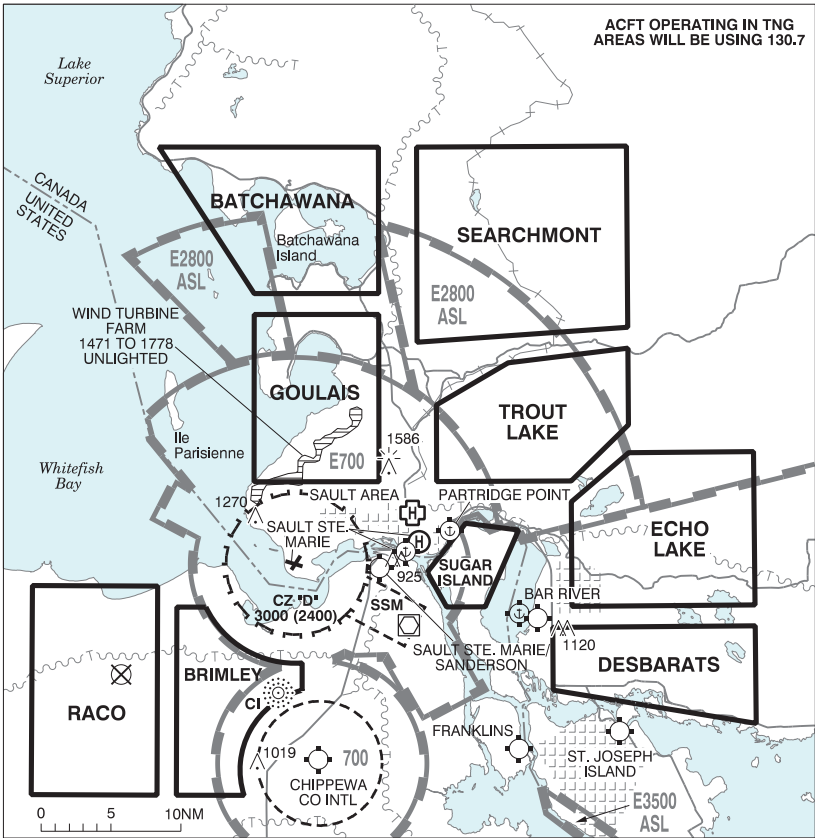 ACFT OPERATING IN TNG
AREAS WILL BE USING 130.7
Lake
Superior
CANADA
UNITED
STATES
BATCHAWANA
Batchawana
Island
SEARCHMONT
E2800
ASL
E2800
ASL
WIND TURBINE
FARM
1471 TO 1778
UNLIGHTED
GOULAIS
TROUT
LAKE
Ile
Parisienne
E700
1586
Whitefish
Bay
1270
SAULT AREA
PARTRIDGE POINT
H
SAULT STE.
MARIE
H
ECHO
LAKE
SUGAR
ISLAND
925
CZ "D"
3000 (2400)
SSM
BAR RIVER
1120
SAULT STE. MARIE/
SANDERSON
DESBARATS
BRIMLEY
RACO
CI
FRANKLINS
1019
700
CHIPPEWA
CO INTL
ST. JOSEPH
ISLAND
E3500
ASL
0 5 10NM